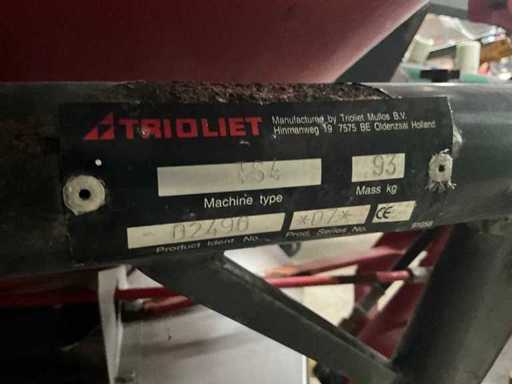 TRIOLIET
Manufactured by Trioliet Mullos B.V.
Hinmanweg 19 7575 BE Oldenzaal Holland
93
Machine type
Mass kg
02490 *07* CE
Product Ident No. Prod. Series No.